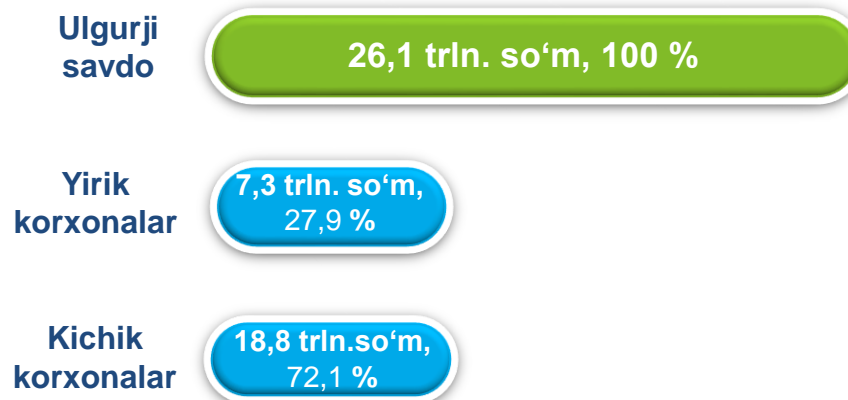 Ulgurji
savdo
26,1 trln. so‘m, 100 %
Yirik
korxonalar
7,3 trln. so‘m,
27,9 %
Kichik
korxonalar
18,8 trln.so‘m,
72,1 %